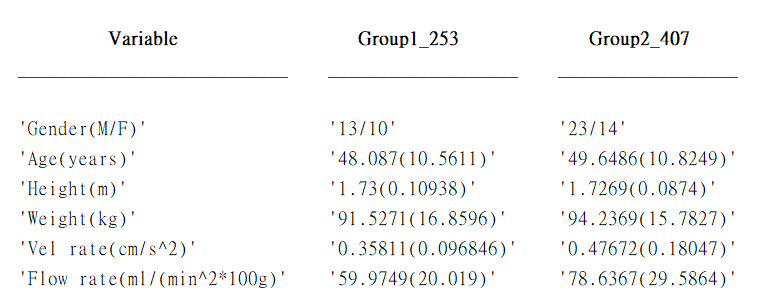 Variable Group1_253 Group2_407
'Gender(M/F)' '13/10' '23/14'
'Age(years)' '48.087(10.5611)' '49.6486(10.8249)'
'Height(m)' '1.73(0.10938)' '1.7269(0.0874)'
'Weight(kg)' '91.5271(16.8596)' '94.2369(15.7827)'
'Vel rate(cm/s^2)' '0.35811(0.096846)' '0.47672(0.18047)'
'Flow rate(ml/(min^2*100g)' '59.9749(20.019)' '78.6367(29.5864)'